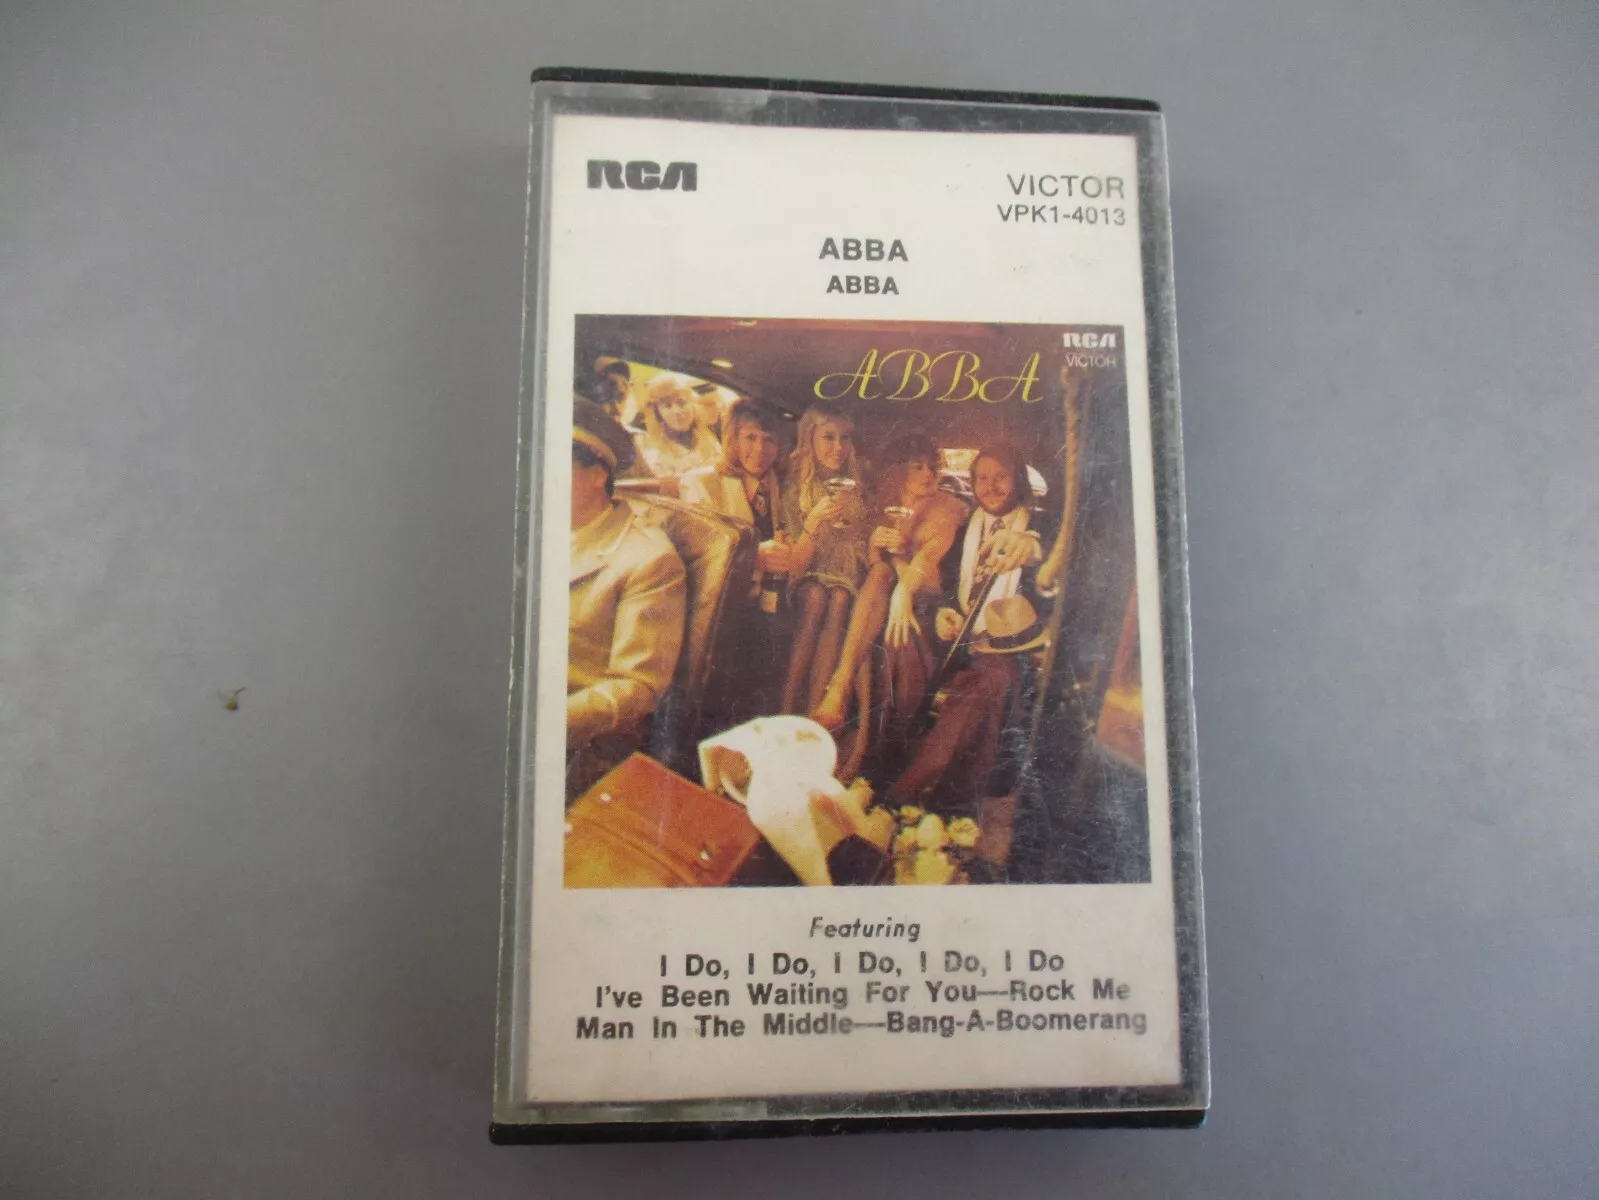 RCA
VICTOR
VPK1-4013
ABBA
ABBA
RCA
VICTOR
ABBA
Featuring
I Do, I Do, I Do, I Do, I Do
I've Been Waiting For You—Rock Me
Man In The Middle—Bang-A-Boomerang